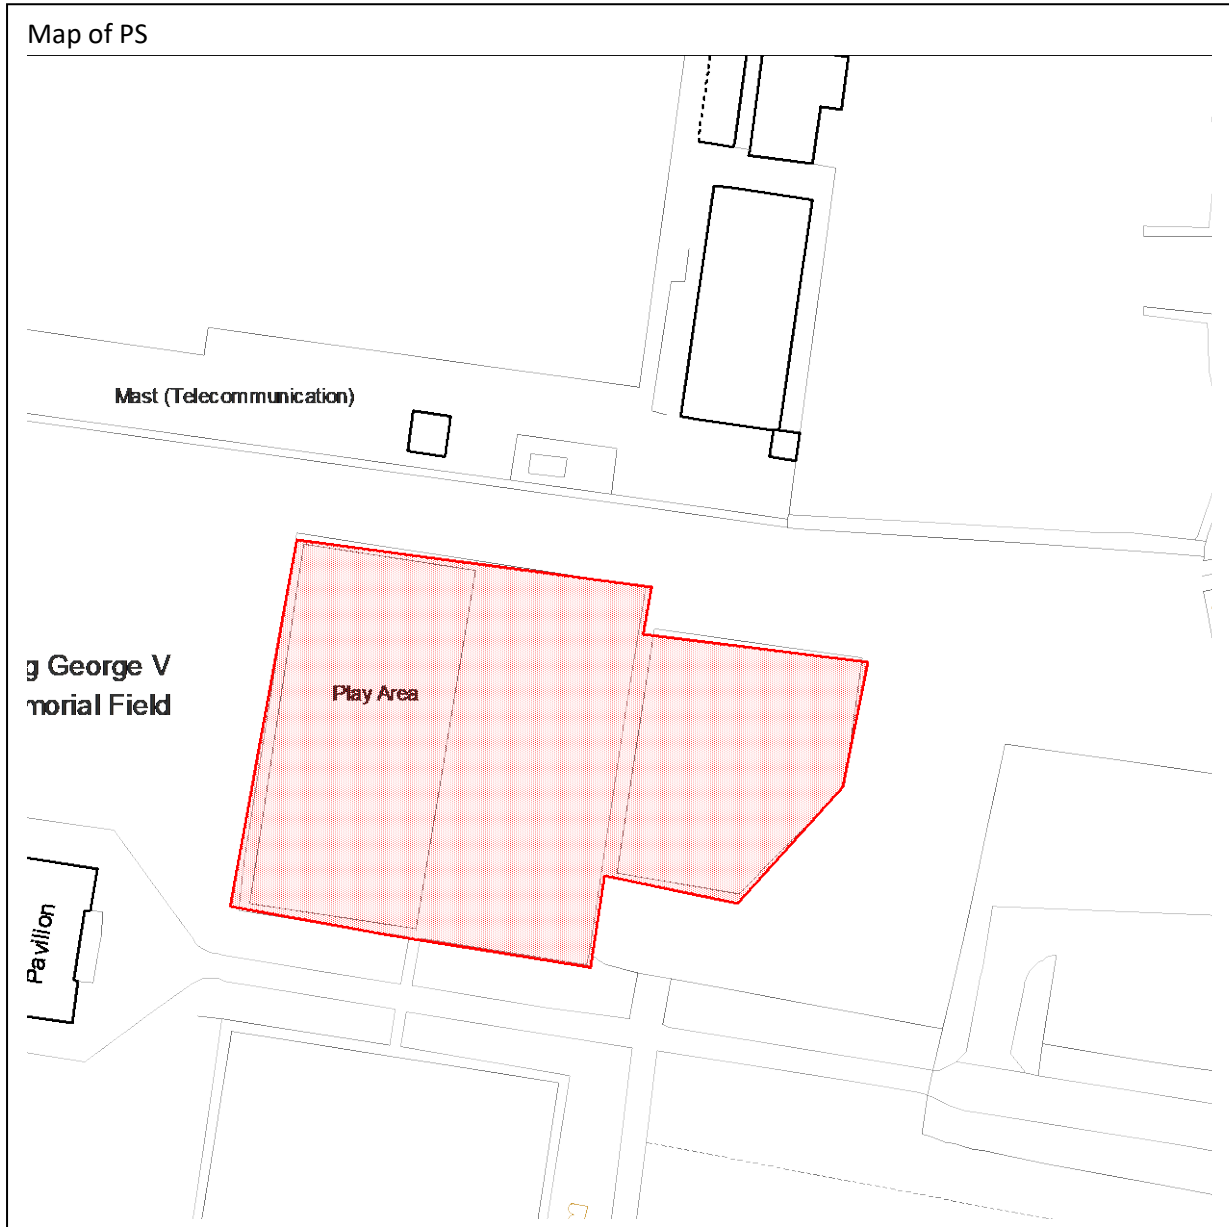 Map of PS
Mast (Telecommunication)
g George V
morial Field
Play Area
Pavilion